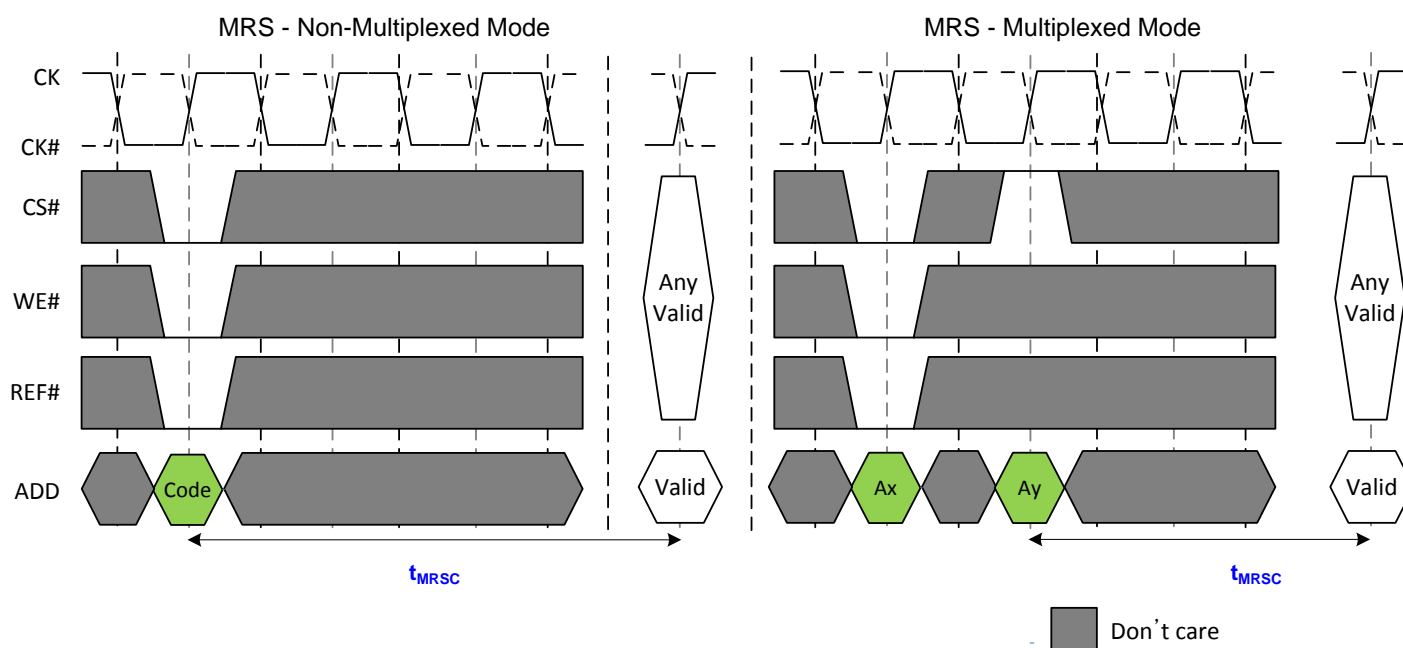 MRS - Non-Multiplexed Mode
MRS - Multiplexed Mode
CK
CK#
CS#
WE#
REF#
ADD
Any
Valid
Any
Valid
Code
Valid
Ax
Ay
Valid
tMRSC
tMRSC
Don't care